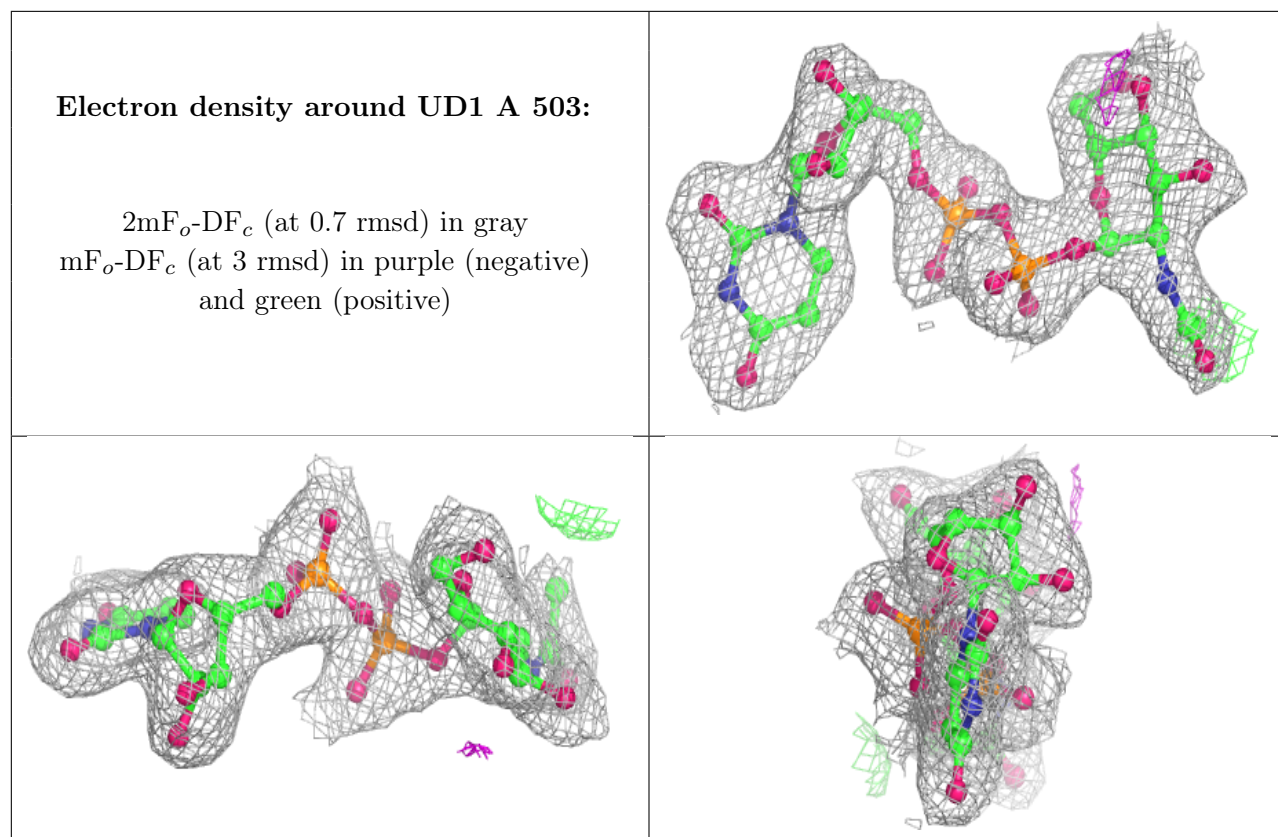 Electron density around UD1 A 503:
2mFₒ-DF𝒸 (at 0.7 rmsd) in gray
mFₒ-DF𝒸 (at 3 rmsd) in purple (negative)
and green (positive)